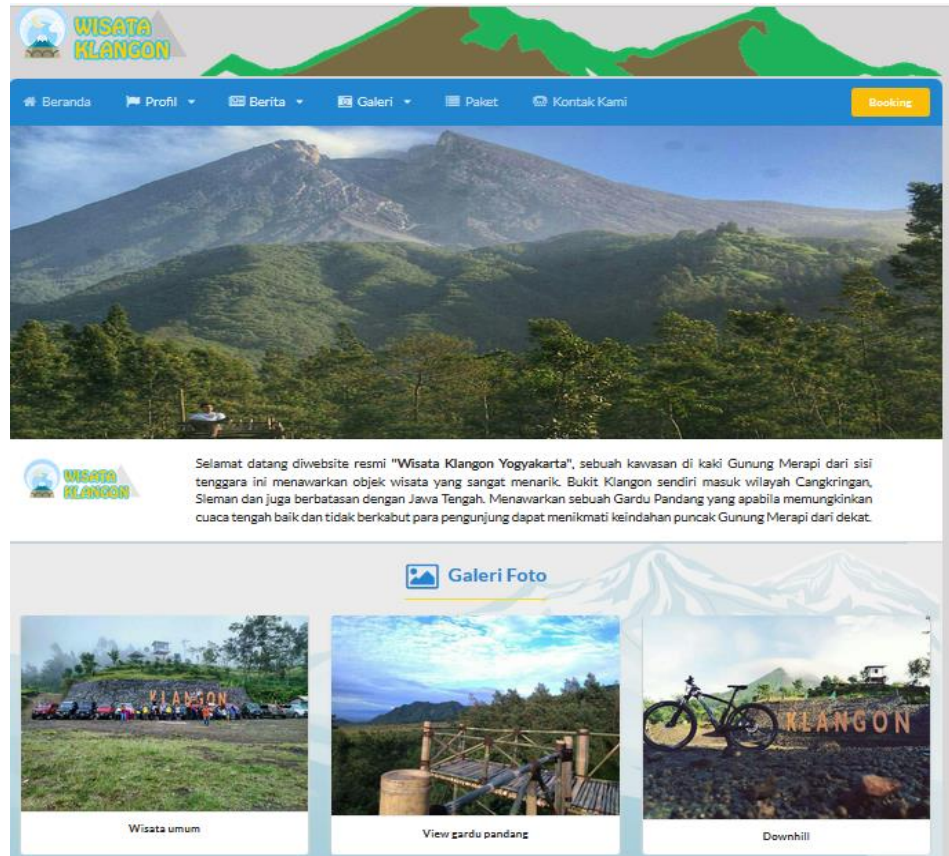 WISATA
KLANGON
Beranda
Profil
Berita
Galeri
Paket
Kontak Kami
Booking
WISATA
KLANGON
Selamat datang diwebsite resmi "Wisata Klangon Yogyakarta", sebuah kawasan di kaki Gunung Merapi dari sisi
tenggara ini menawarkan objek wisata yang sangat menarik. Bukit Klangon sendiri masuk wilayah Cangkringan,
Sleman dan juga berbatasan dengan Jawa Tengah. Menawarkan sebuah Gardu Pandang yang apabila memungkinkan
cuaca tengah baik dan tidak berkabut para pengunjung dapat menikmati keindahan puncak Gunung Merapi dari dekat.
Galeri Foto
KLANGON
KLANGON
Wisata umum
View gardu pandang
Downhill